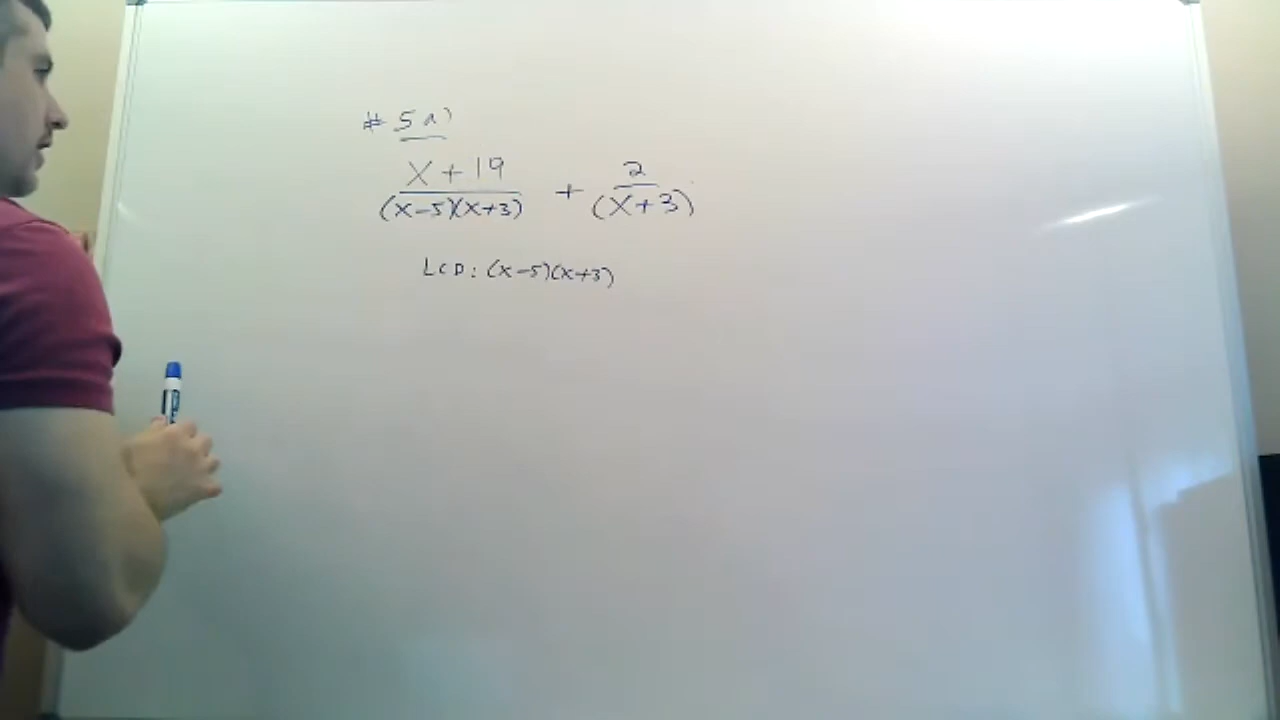 # 5 a)
x + 19 2
(x-5)(x+3) + (x+3)
LCD: (x-5)(x+3)